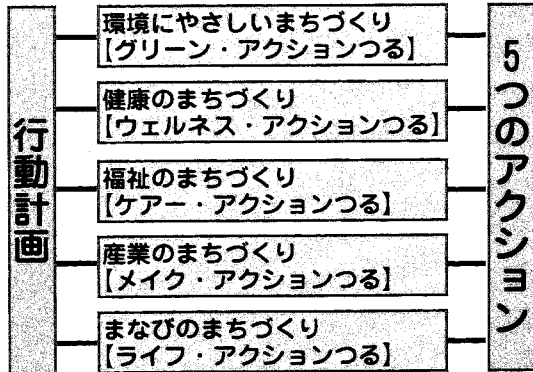 行動計画
環境にやさしいまちづくり
【グリーン・アクションつる】
健康のまちづくり
【ウェルネス・アクションつる】
福祉のまちづくり
【ケアー・アクションつる】
産業のまちづくり
【メイク・アクションつる】
まなびのまちづくり
【ライフ・アクションつる】
5つのアクション